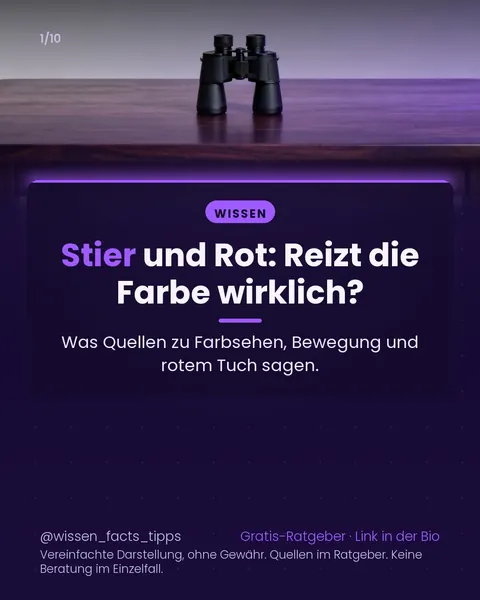 1/10
WISSEN
Stier und Rot: Reizt die
Farbe wirklich?
Was Quellen zu Farbsehen, Bewegung und
rotem Tuch sagen.
@wissen_facts_tipps
Gratis-Ratgeber · Link in der Bio
Vereinfachte Darstellung, ohne Gewähr. Quellen im Ratgeber. Keine
Beratung im Einzelfall.